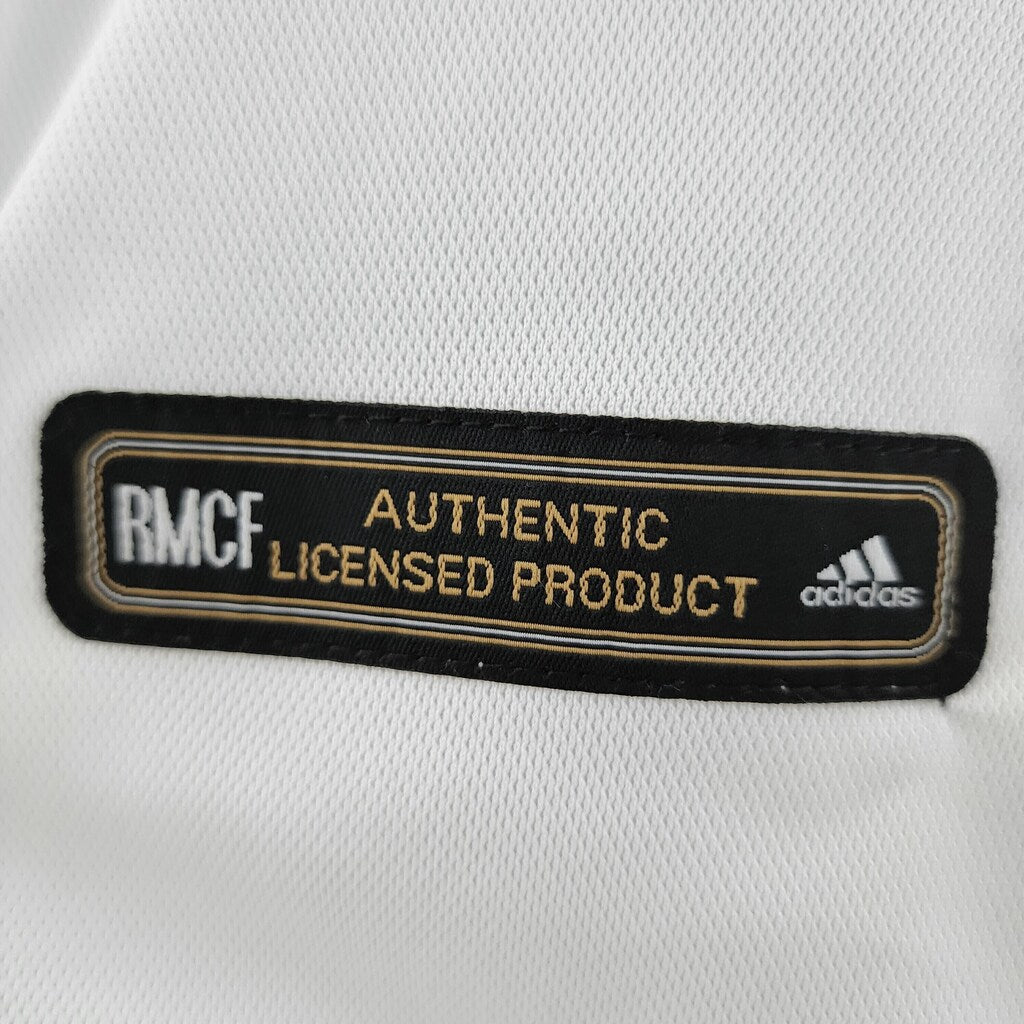 RMCF
AUTHENTIC
LICENSED PRODUCT
adidas